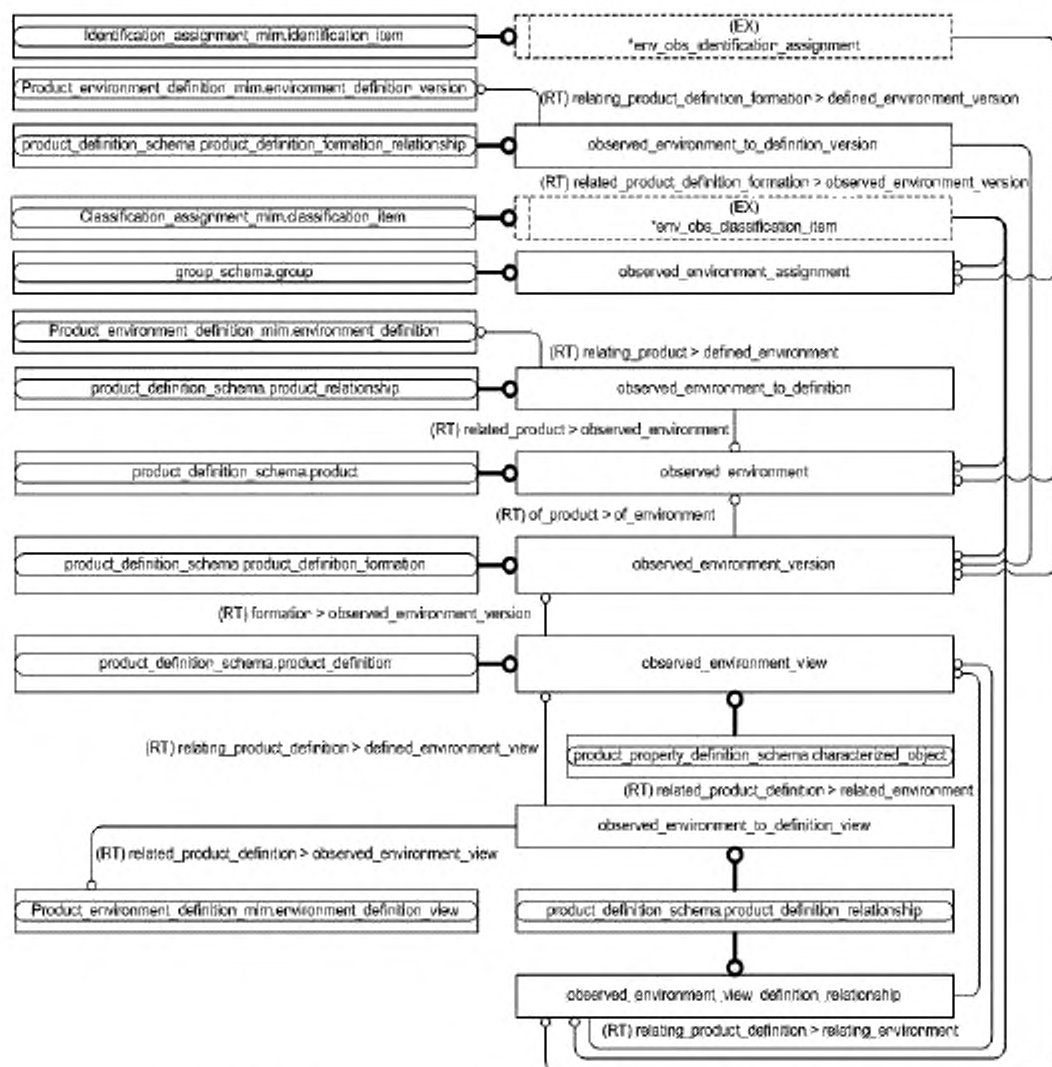 Identification_assignment_mim.identification_item
(EX)
*env_obs_identification_assignment
Product_environment_definition_mim.environment_definition_version
(RT) relating_product_definition_formation > defined_environment_version
product_definition_schema.product_definition_formation_relationship
observed_environment_to_definition_version
(RT) related_product_definition_formation > observed_environment_version
Classification_assignment_mim.classification_item
(EX)
*env_obs_classification_item
group_schema.group
observed_environment_assignment
Product_environment_definition_mim.environment_definition
(RT) relating_product > defined_environment
product_definition_schema.product_relationship
observed_environment_to_definition
(RT) related_product > observed_environment
product_definition_schema.product
observed_environment
(RT) of_product > of_environment
product_definition_schema.product_definition_formation
observed_environment_version
(RT) formation > observed_environment_version
product_definition_schema.product_definition
observed_environment_view
(RT) relating_product_definition > defined_environment_view
product_property_definition_schema.characterized_object
(RT) related_product_definition > related_environment
observed_environment_to_definition_view
(RT) related_product_definition > observed_environment_view
Product_environment_definition_mim.environment_definition_view
product_definition_schema.product_definition_relationship
observed_environment_view_definition_relationship
(RT) relating_product_definition > relating_environment